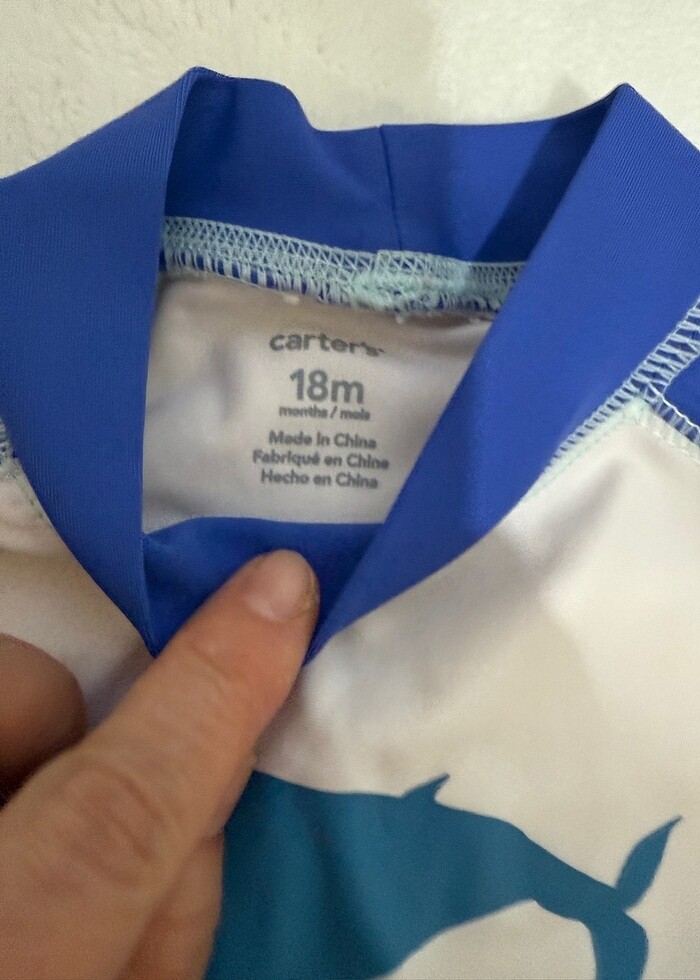 carter's
18m
months / mois
Made in China
Fabriqué en Chine
Hecho en China